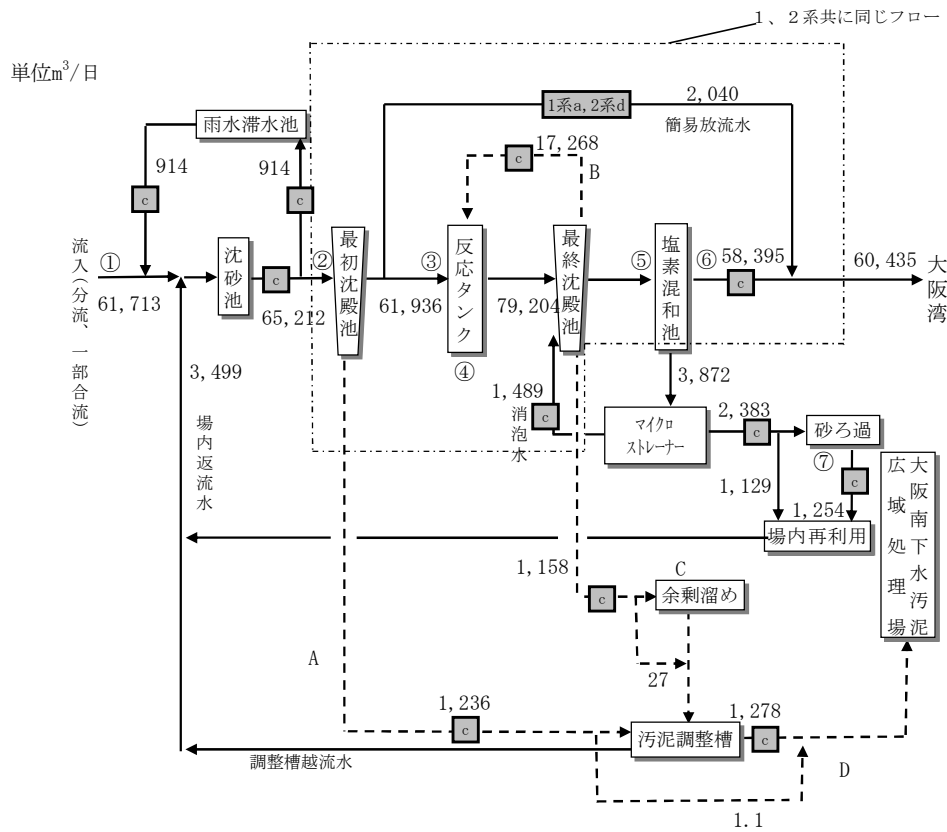 1、2系共に同じフロー
単位m³/日
1系a,2系d
2,040
簡易放流水
雨水滞水池
17,268
c
B
914
914
c
c
流入(分流、一部合流)
①
61,713
沈砂池
c
65,212
②
最初沈殿池
③
61,936
反応タンク
④
79,204
最終沈殿池
⑤
塩素混和池
⑥
58,395
c
60,435
大阪湾
3,499
場内返流水
1,489
c
消泡水
3,872
マイクロ
ストレーナー
2,383
c
砂ろ過
⑦
c
1,129
1,254
場内再利用
大阪南下水汚泥
広域処理場
1,158
c
C
余剰溜め
27
A
1,236
c
汚泥調整槽
1,278
c
D
調整槽越流水
1.1